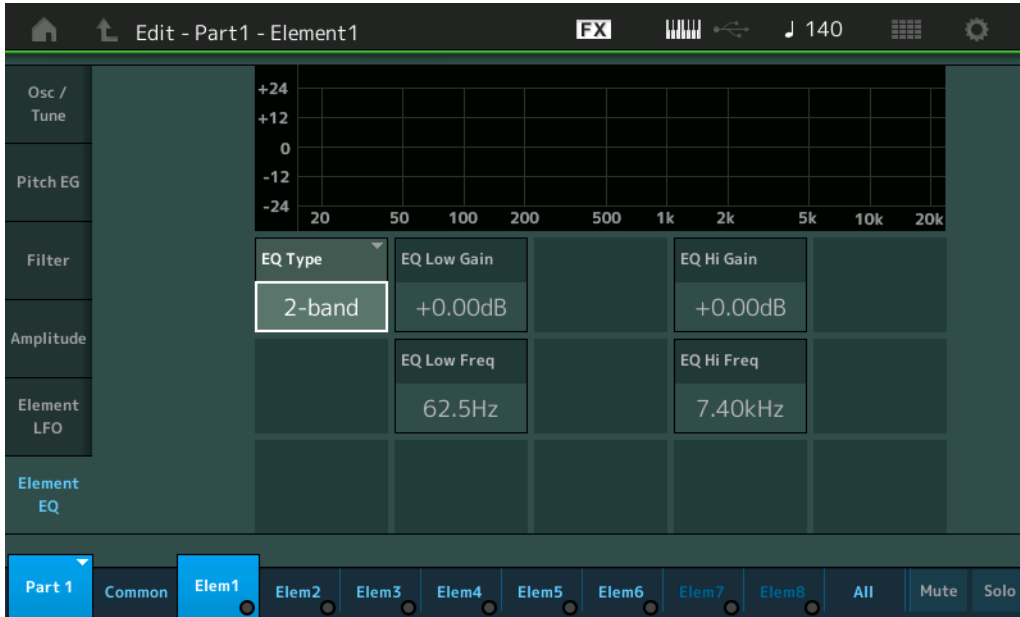 Edit - Part1 - Element1
FX
♩ 140
Osc /
Tune
Pitch EG
Filter
Amplitude
Element
LFO
Element
EQ
+24
+12
0
-12
-24
20 50 100 200 500 1k 2k 5k 10k 20k
EQ Type EQ Low Gain EQ Hi Gain
2-band +0.00dB +0.00dB
EQ Low Freq EQ Hi Freq
62.5Hz 7.40kHz
Part 1 Common Elem1 Elem2 Elem3 Elem4 Elem5 Elem6 Elem7 Elem8 All Mute Solo